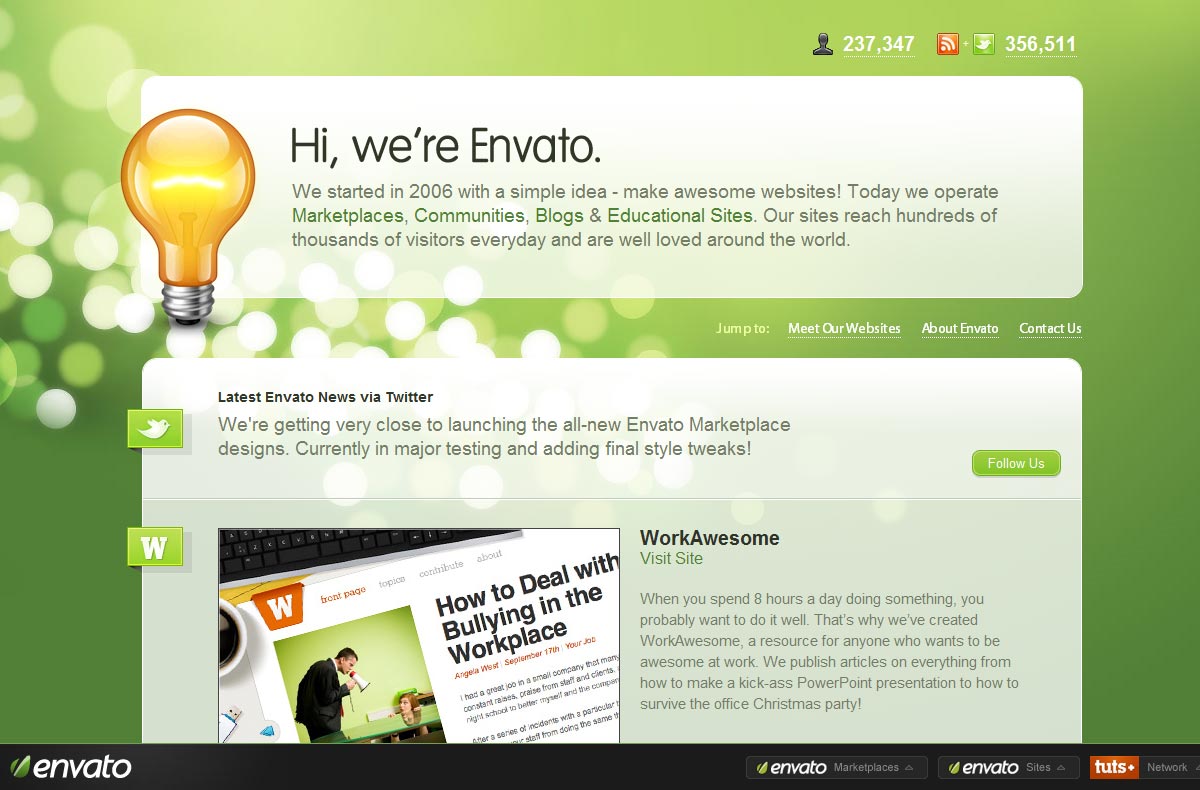 237,347 + 356,511
Hi, we're Envato.
We started in 2006 with a simple idea - make awesome websites! Today we operate
Marketplaces, Communities, Blogs & Educational Sites. Our sites reach hundreds of
thousands of visitors everyday and are well loved around the world.
Jump to: Meet Our Websites About Envato Contact Us
Latest Envato News via Twitter
We're getting very close to launching the all-new Envato Marketplace
designs. Currently in major testing and adding final style tweaks!
Follow Us
W
W
front page topics contribute about
How to Deal with
Bullying in the
Workplace
Angela West | September 17th | Your Job
I had a great job in a small company that many
constant raises, praise from staff and clients,
night school to better myself and the company
After a series of incidents with a particular
your staff from doing the same
WorkAwesome
Visit Site
When you spend 8 hours a day doing something, you
probably want to do it well. That's why we've created
WorkAwesome, a resource for anyone who wants to be
awesome at work. We publish articles on everything from
how to make a kick-ass PowerPoint presentation to how to
survive the office Christmas party!
envato
envato Marketplaces envato Sites tuts+ Network